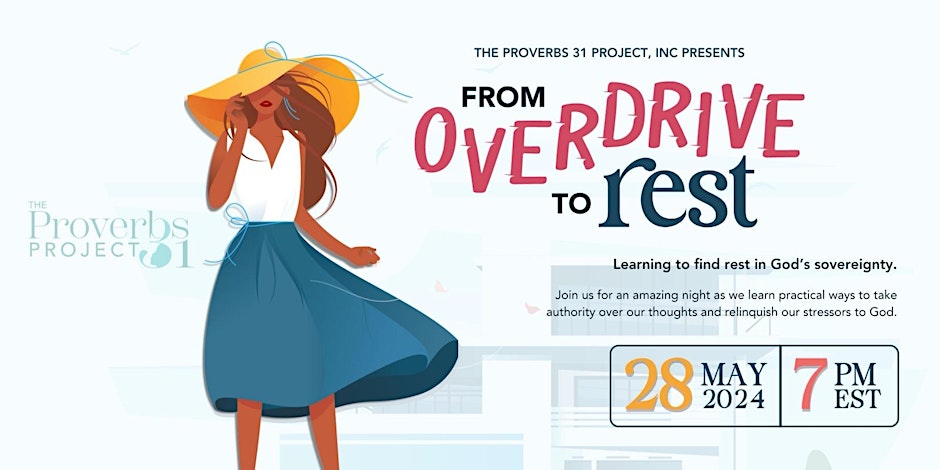 THE PROVERBS 31 PROJECT, INC PRESENTS
FROM
OVERDRIVE
TO rest
THE
Proverbs
PROJECT 31
Learning to find rest in God's sovereignty.
Join us for an amazing night as we learn practical ways to take
authority over our thoughts and relinquish our stressors to God.
28 MAY 2024
7 PM EST